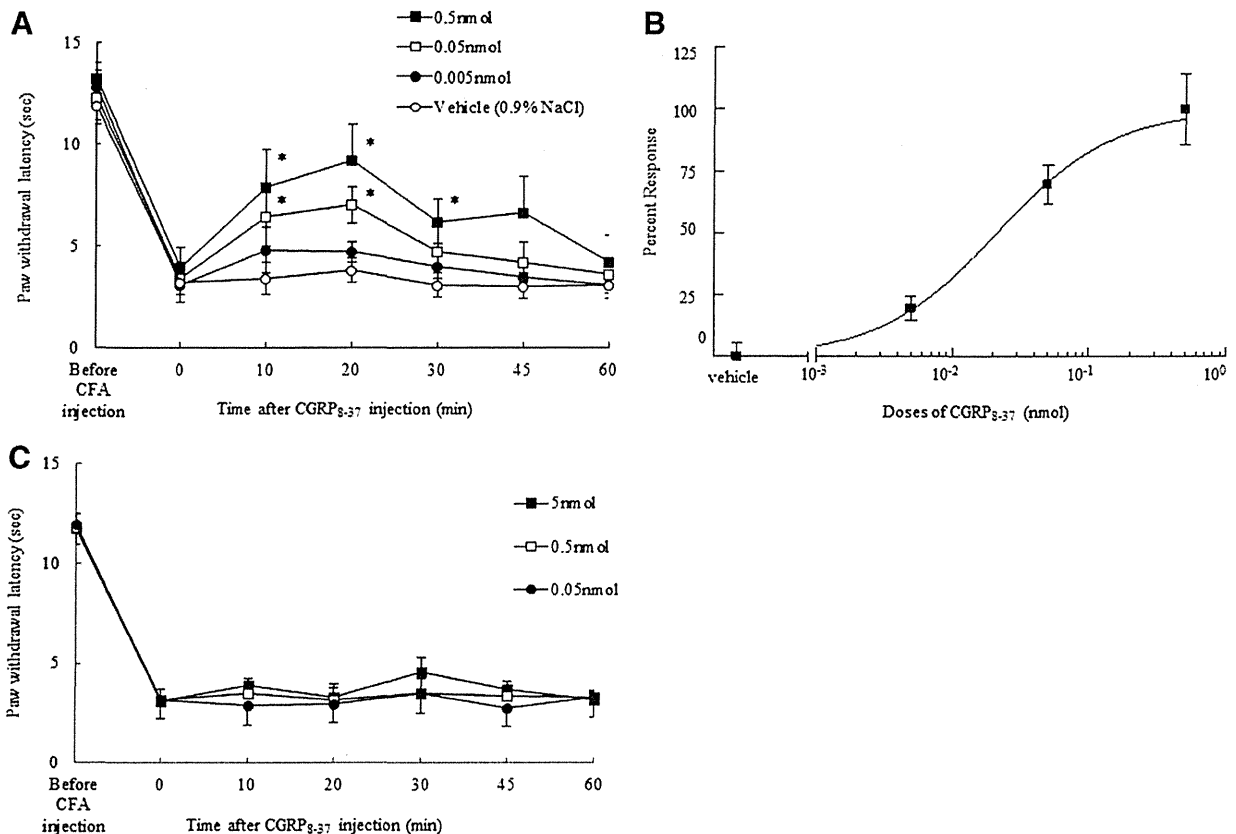 A
0.5nmol
0.05nmol
0.005nmol
Vehicle (0.9% NaCl)
15
10
5
0
Paw withdrawal latency (sec)
Before
CFA
injection
0
10
20
30
45
60
*
*
*
*
*
Time after CGRP8-37 injection (min)
B
125
100
75
50
25
0
Percent Response
vehicle
10-3
10-2
10-1
100
Doses of CGRP8-37 (nmol)
C
5nmol
0.5nmol
0.05nmol
15
10
5
0
Paw withdrawal latency (sec)
Before
CFA
injection
0
10
20
30
45
60
Time after CGRP8-37 injection (min)